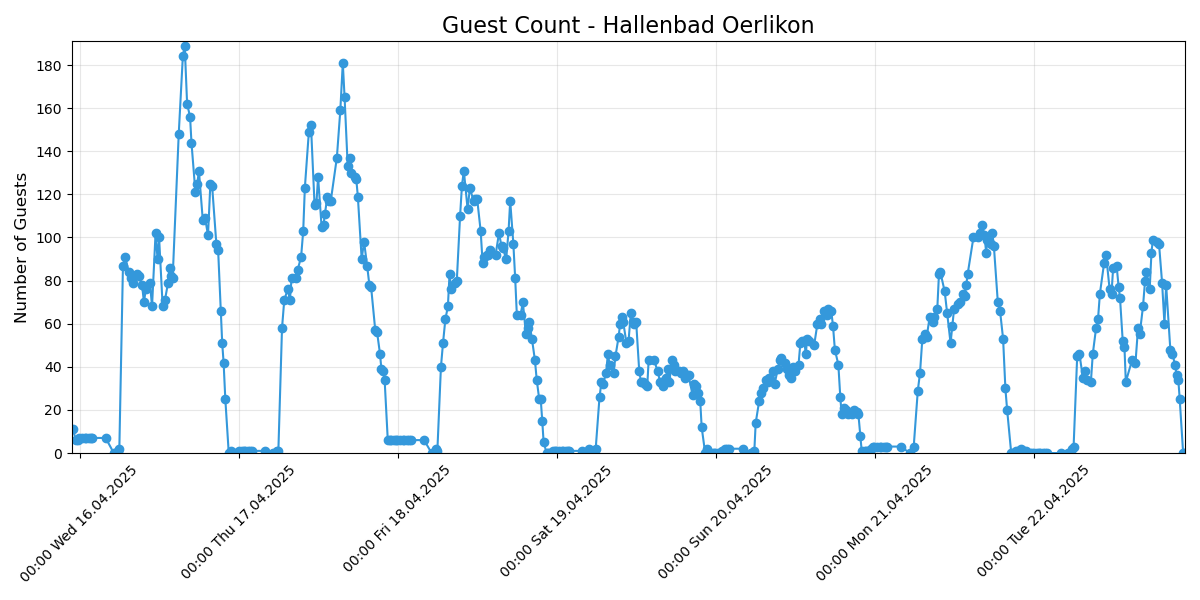 Guest Count - Hallenbad Oerlikon
Number of Guests
180
160
140
120
100
80
60
40
20
0
00:00 Wed 16.04.2025
00:00 Thu 17.04.2025
00:00 Fri 18.04.2025
00:00 Sat 19.04.2025
00:00 Sun 20.04.2025
00:00 Mon 21.04.2025
00:00 Tue 22.04.2025